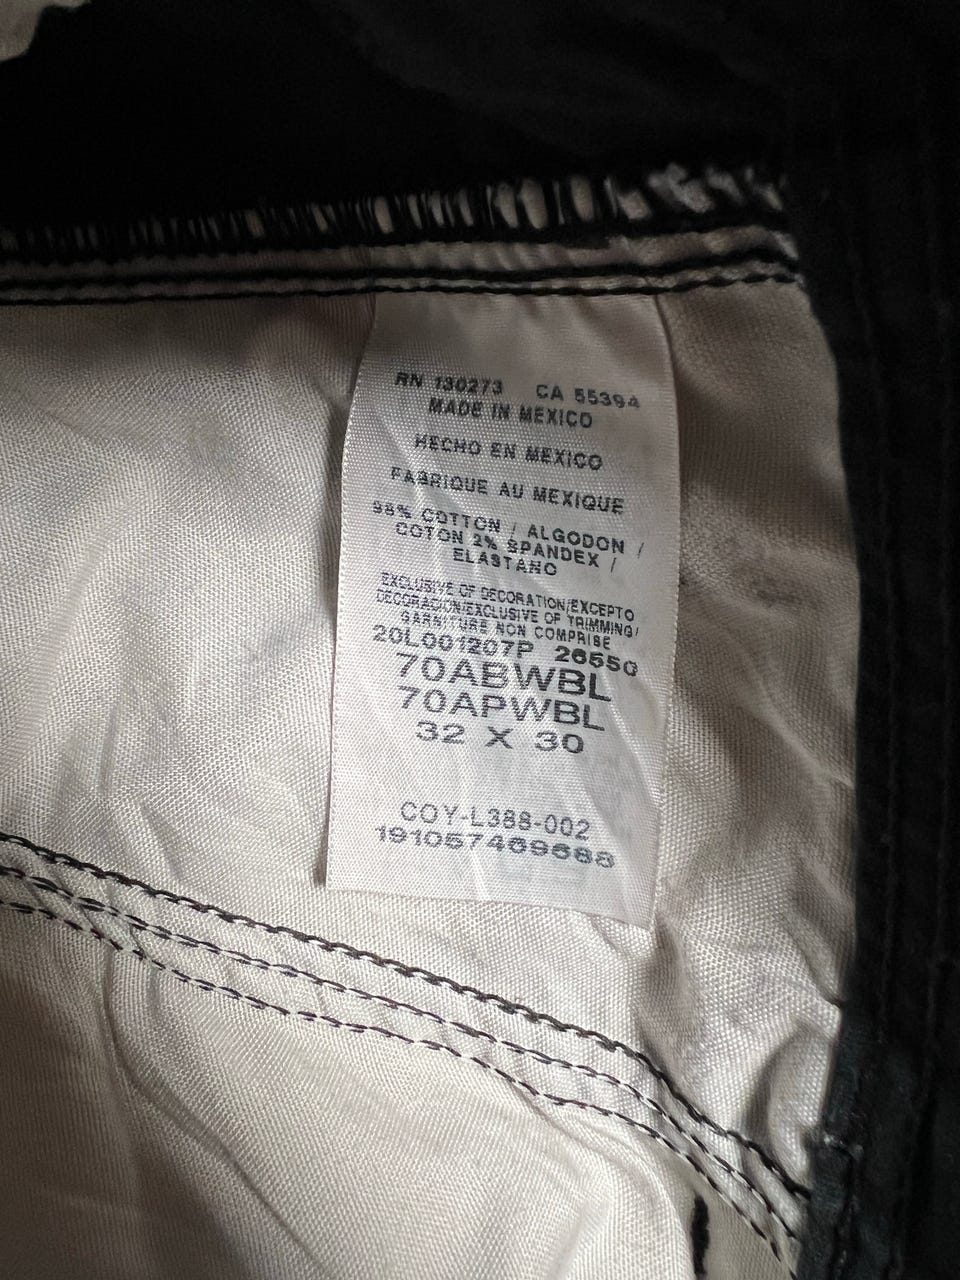 RN 130273 CA 55394
MADE IN MEXICO
HECHO EN MEXICO
FABRIQUE AU MEXIQUE
98% COTTON / ALGODON /
COTON 2% SPANDEX /
ELASTANO
EXCLUSIVE OF DECORATION/EXCEPTO
DECORACION/EXCLUSIVE OF TRIMMING/
GARNITURE NON COMPRISE
20L001207P 26550
70ABWBL
70APWBL
32 X 30
COY-L388-002
191057469688